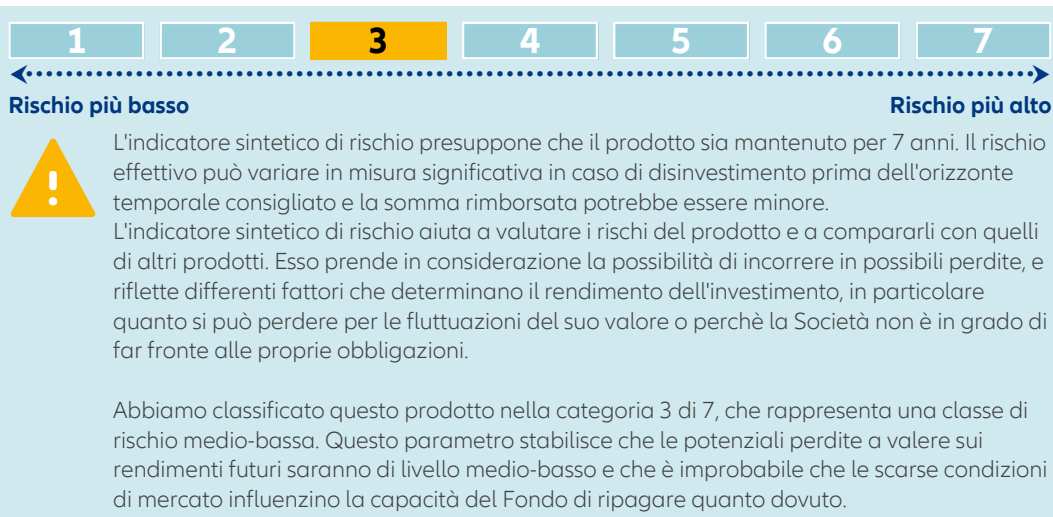 1 2 3 4 5 6 7
Rischio più basso Rischio più alto
L'indicatore sintetico di rischio presuppone che il prodotto sia mantenuto per 7 anni. Il rischio
effettivo può variare in misura significativa in caso di disinvestimento prima dell'orizzonte
temporale consigliato e la somma rimborsata potrebbe essere minore.
L'indicatore sintetico di rischio aiuta a valutare i rischi del prodotto e a compararli con quelli
di altri prodotti. Esso prende in considerazione la possibilità di incorrere in possibili perdite, e
riflette differenti fattori che determinano il rendimento dell'investimento, in particolare
quanto si può perdere per le fluttuazioni del suo valore o perchè la Società non è in grado di
far fronte alle proprie obbligazioni.
Abbiamo classificato questo prodotto nella categoria 3 di 7, che rappresenta una classe di
rischio medio-bassa. Questo parametro stabilisce che le potenziali perdite a valere sui
rendimenti futuri saranno di livello medio-basso e che è improbabile che le scarse condizioni
di mercato influenzino la capacità del Fondo di ripagare quanto dovuto.